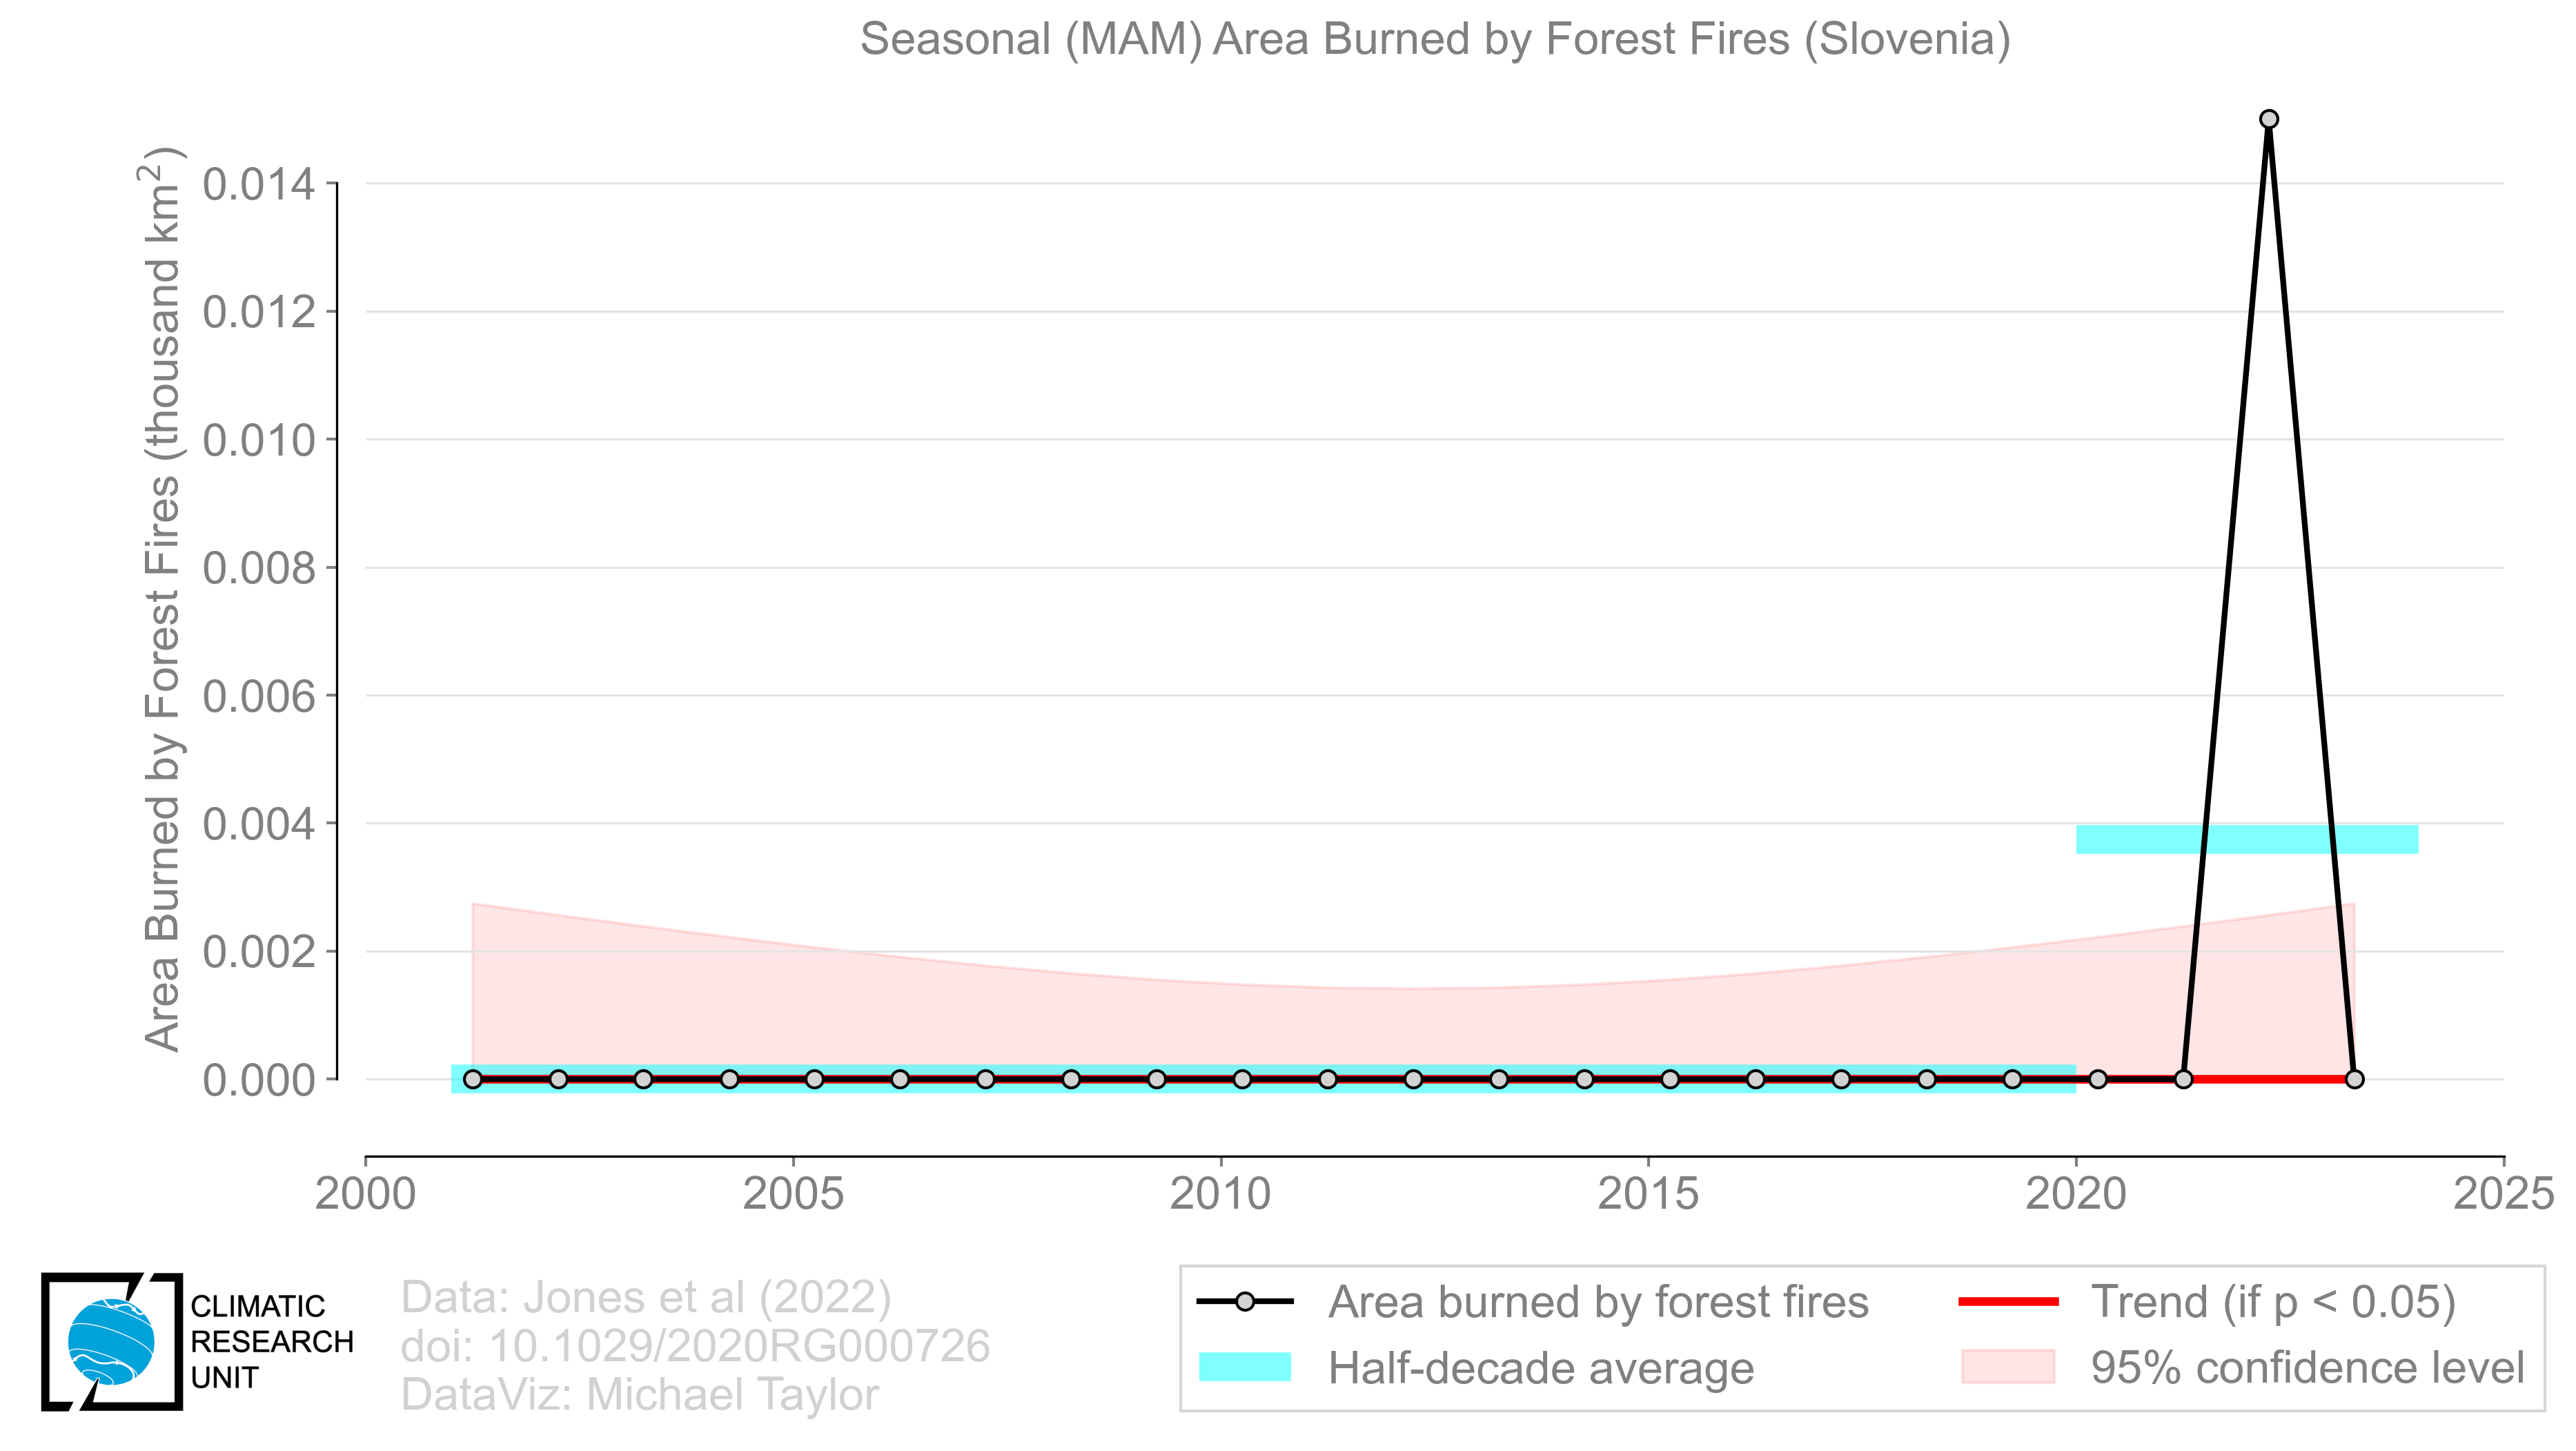 Seasonal (MAM) Area Burned by Forest Fires (Slovenia)
Area Burned by Forest Fires (thousand km²)
0.014
0.012
0.010
0.008
0.006
0.004
0.002
0.000
2000
2005
2010
2015
2020
2025
CLIMATIC
RESEARCH
UNIT
Data: Jones et al (2022)
doi: 10.1029/2020RG000726
DataViz: Michael Taylor
Area burned by forest fires
Half-decade average
Trend (if p < 0.05)
95% confidence level